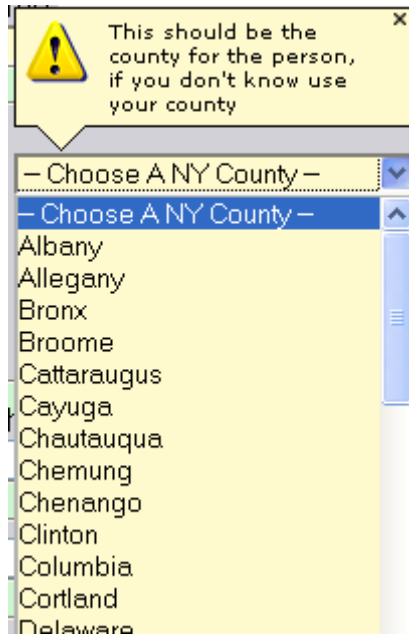 This should be the
county for the person,
if you don't know use
your county
– Choose A NY County –
– Choose A NY County –
Albany
Allegany
Bronx
Broome
Cattaraugus
Cayuga
Chautauqua
Chemung
Chenango
Clinton
Columbia
Cortland
Delaware